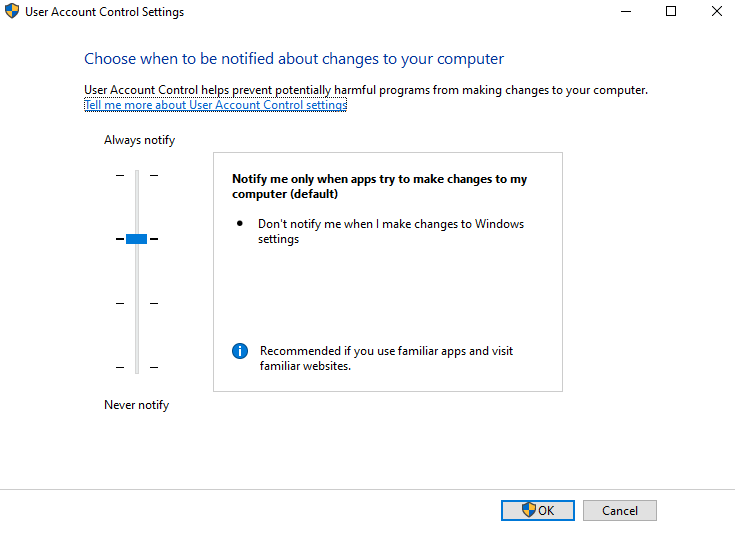 User Account Control Settings
Choose when to be notified about changes to your computer
User Account Control helps prevent potentially harmful programs from making changes to your computer.
Tell me more about User Account Control settings
Always notify
Notify me only when apps try to make changes to my
computer (default)
Don't notify me when I make changes to Windows
settings
Recommended if you use familiar apps and visit
familiar websites.
Never notify
OK
Cancel